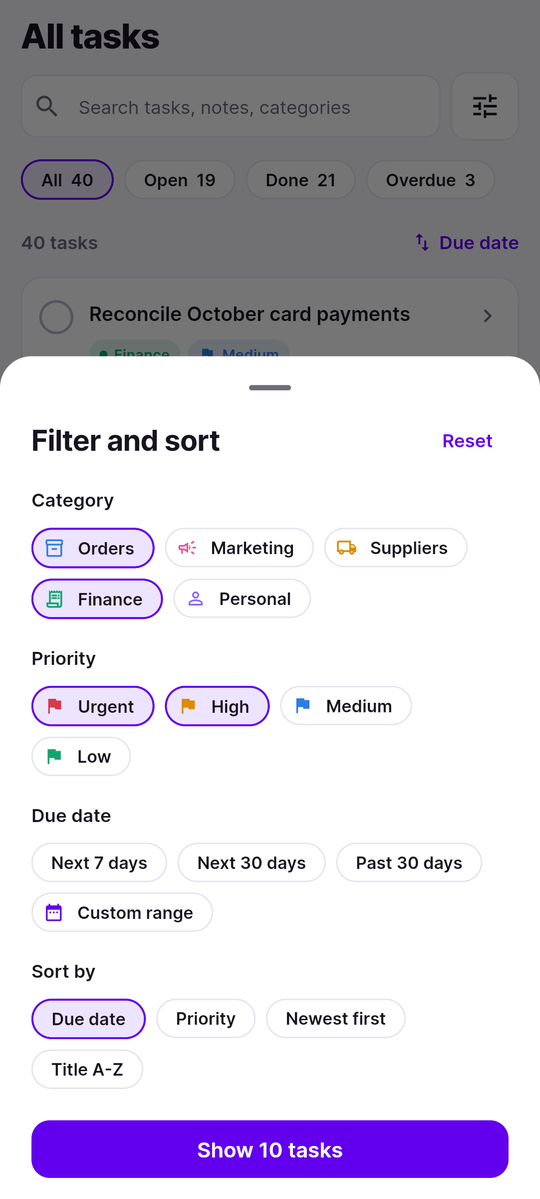 All tasks
Search tasks, notes, categories
All 40 Open 19 Done 21 Overdue 3
40 tasks Due date
Reconcile October card payments
Finance Medium
Filter and sort Reset
Category
Orders Marketing Suppliers
Finance Personal
Priority
Urgent High Medium
Low
Due date
Next 7 days Next 30 days Past 30 days
Custom range
Sort by
Due date Priority Newest first
Title A-Z
Show 10 tasks